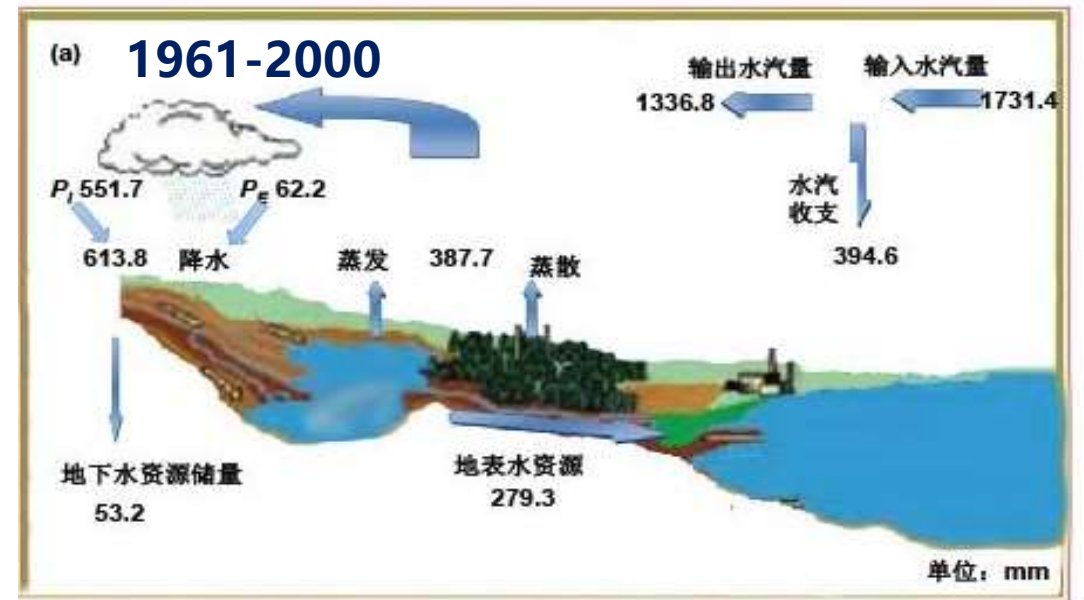 (a) 1961-2000
输出水汽量 输入水汽量
1336.8 1731.4
水汽
收支
394.6
P_I 551.7 P_E 62.2
613.8 降水 蒸发 387.7 蒸散
地下水资源储量
53.2
地表水资源
279.3
单位：mm